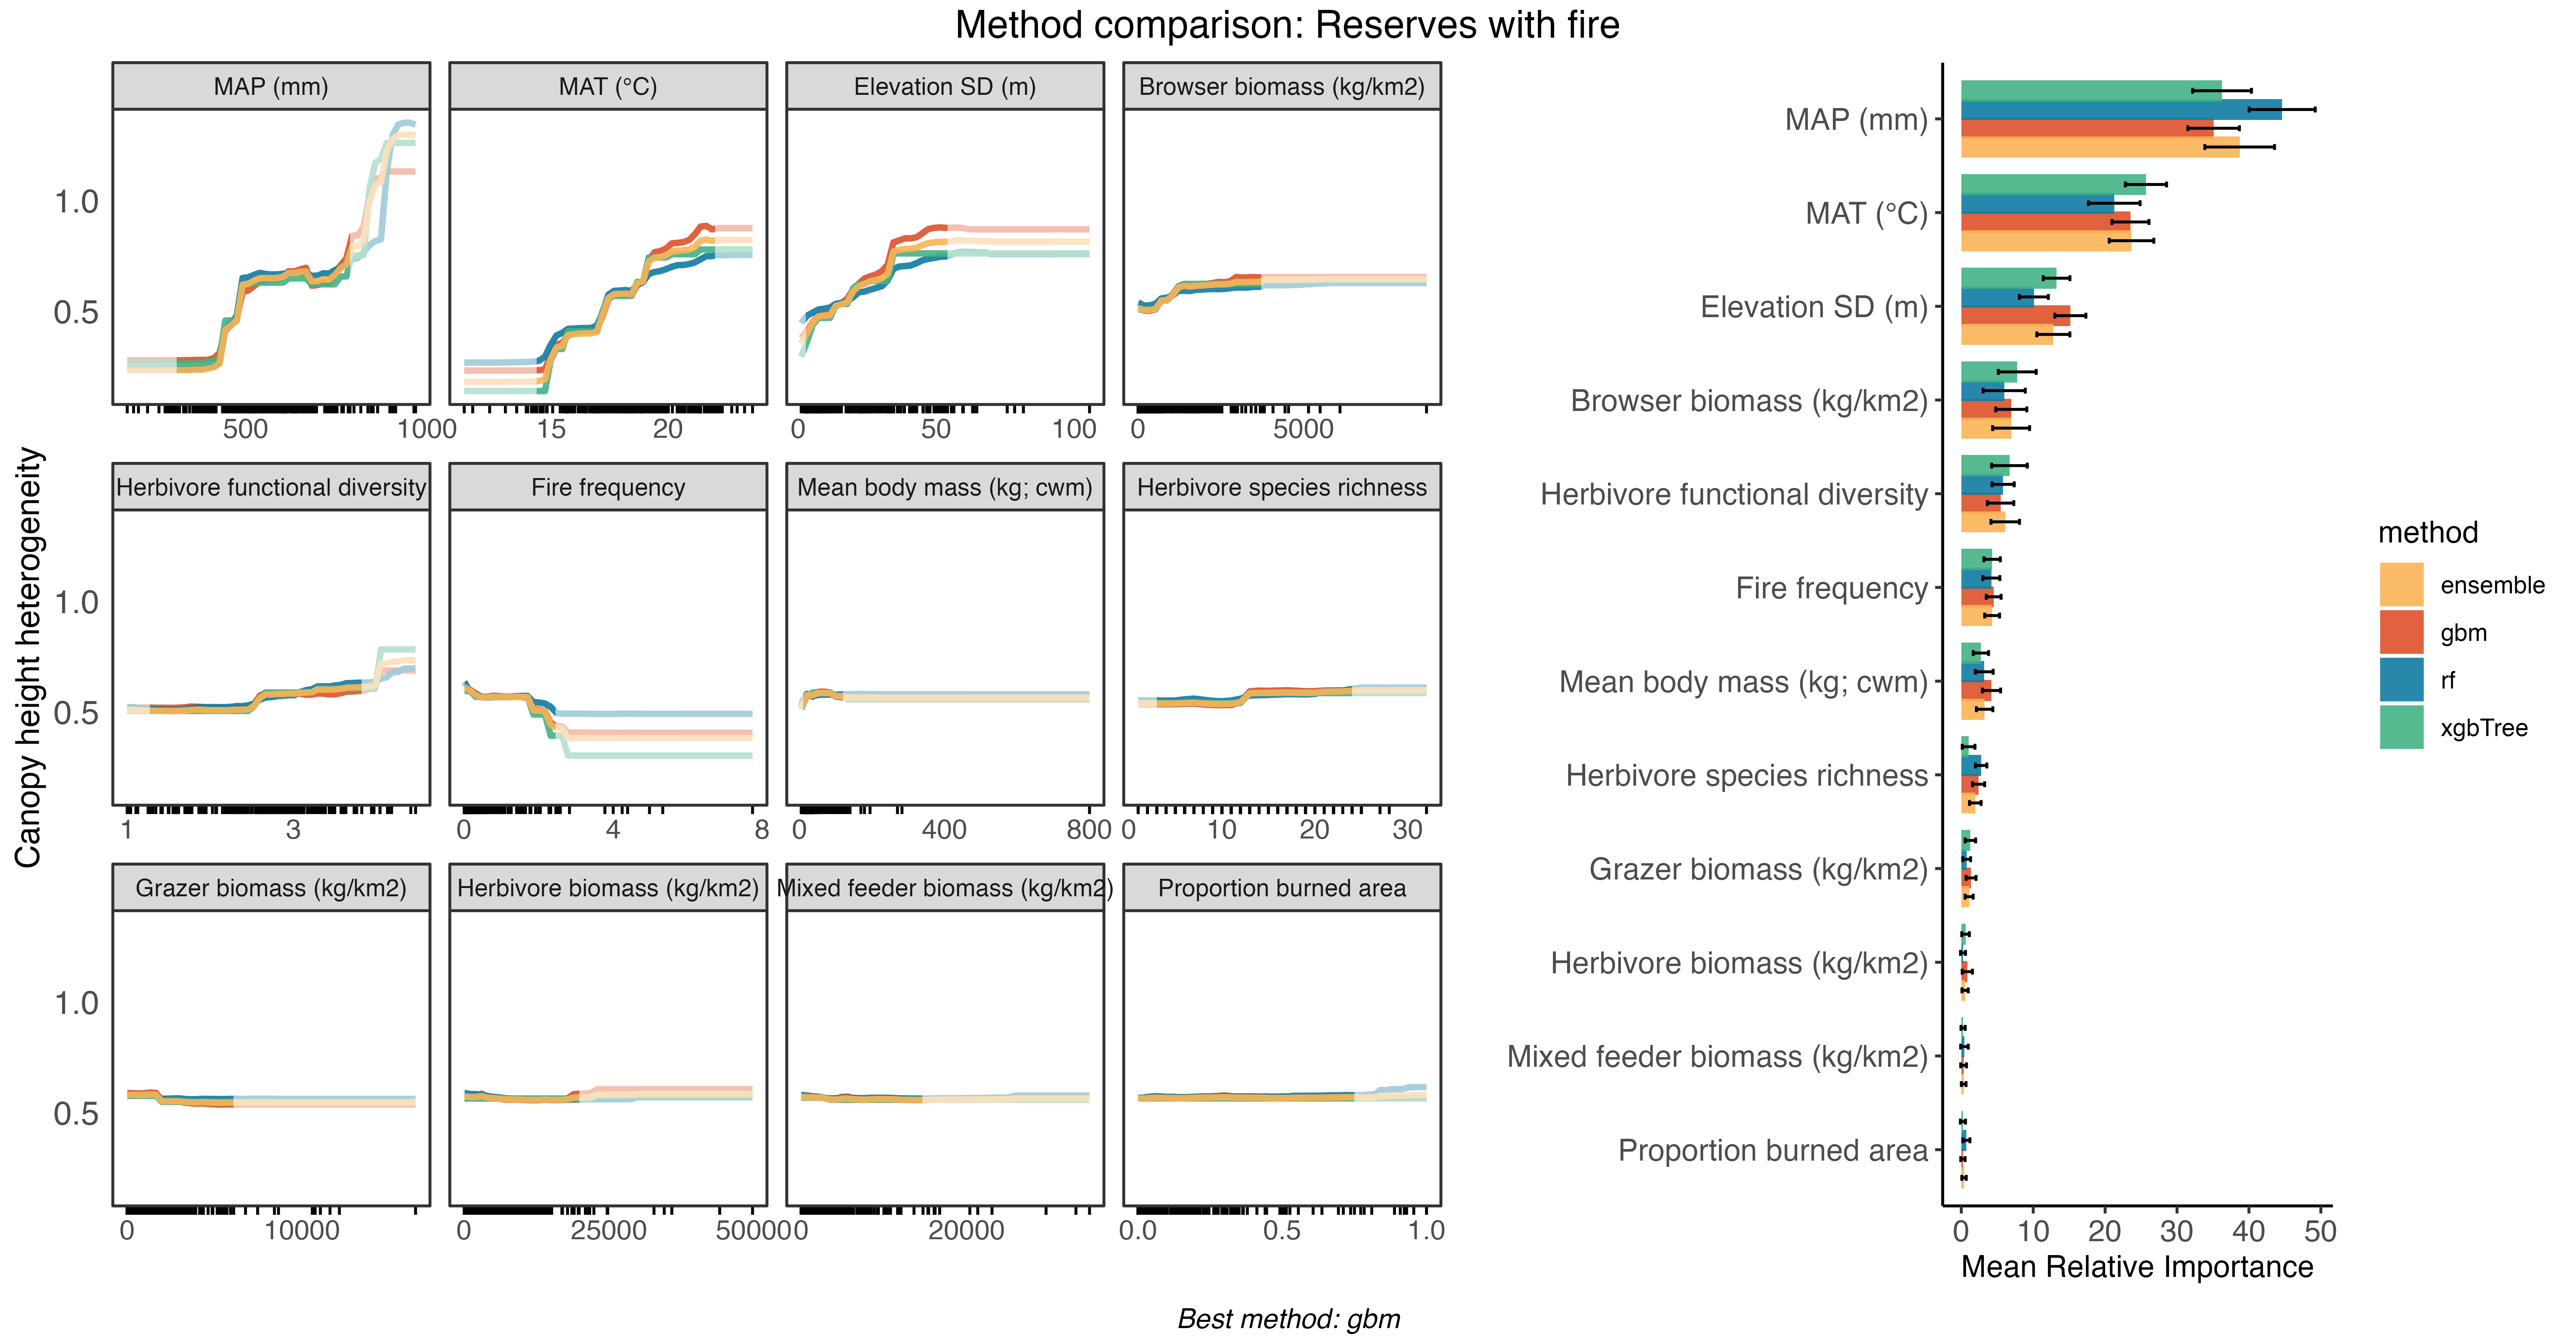 Method comparison: Reserves with fire
MAP (mm)
MAT (°C)
Elevation SD (m)
Browser biomass (kg/km2)
1.0
0.5
500
1000
15
20
0
50
100
0
5000
Canopy height heterogeneity
Herbivore functional diversity
Fire frequency
Mean body mass (kg; cwm)
Herbivore species richness
1.0
0.5
1
3
0
4
8
0
400
800
0
10
20
30
Grazer biomass (kg/km2)
Herbivore biomass (kg/km2)
Mixed feeder biomass (kg/km2)
Proportion burned area
1.0
0.5
0
10000
0
25000
50000
0
20000
0.0
0.5
1.0
MAP (mm)
MAT (°C)
Elevation SD (m)
Browser biomass (kg/km2)
Herbivore functional diversity
Fire frequency
Mean body mass (kg; cwm)
Herbivore species richness
Grazer biomass (kg/km2)
Herbivore biomass (kg/km2)
Mixed feeder biomass (kg/km2)
Proportion burned area
0
10
20
30
40
50
Mean Relative Importance
method
ensemble
gbm
rf
xgbTree
Best method: gbm